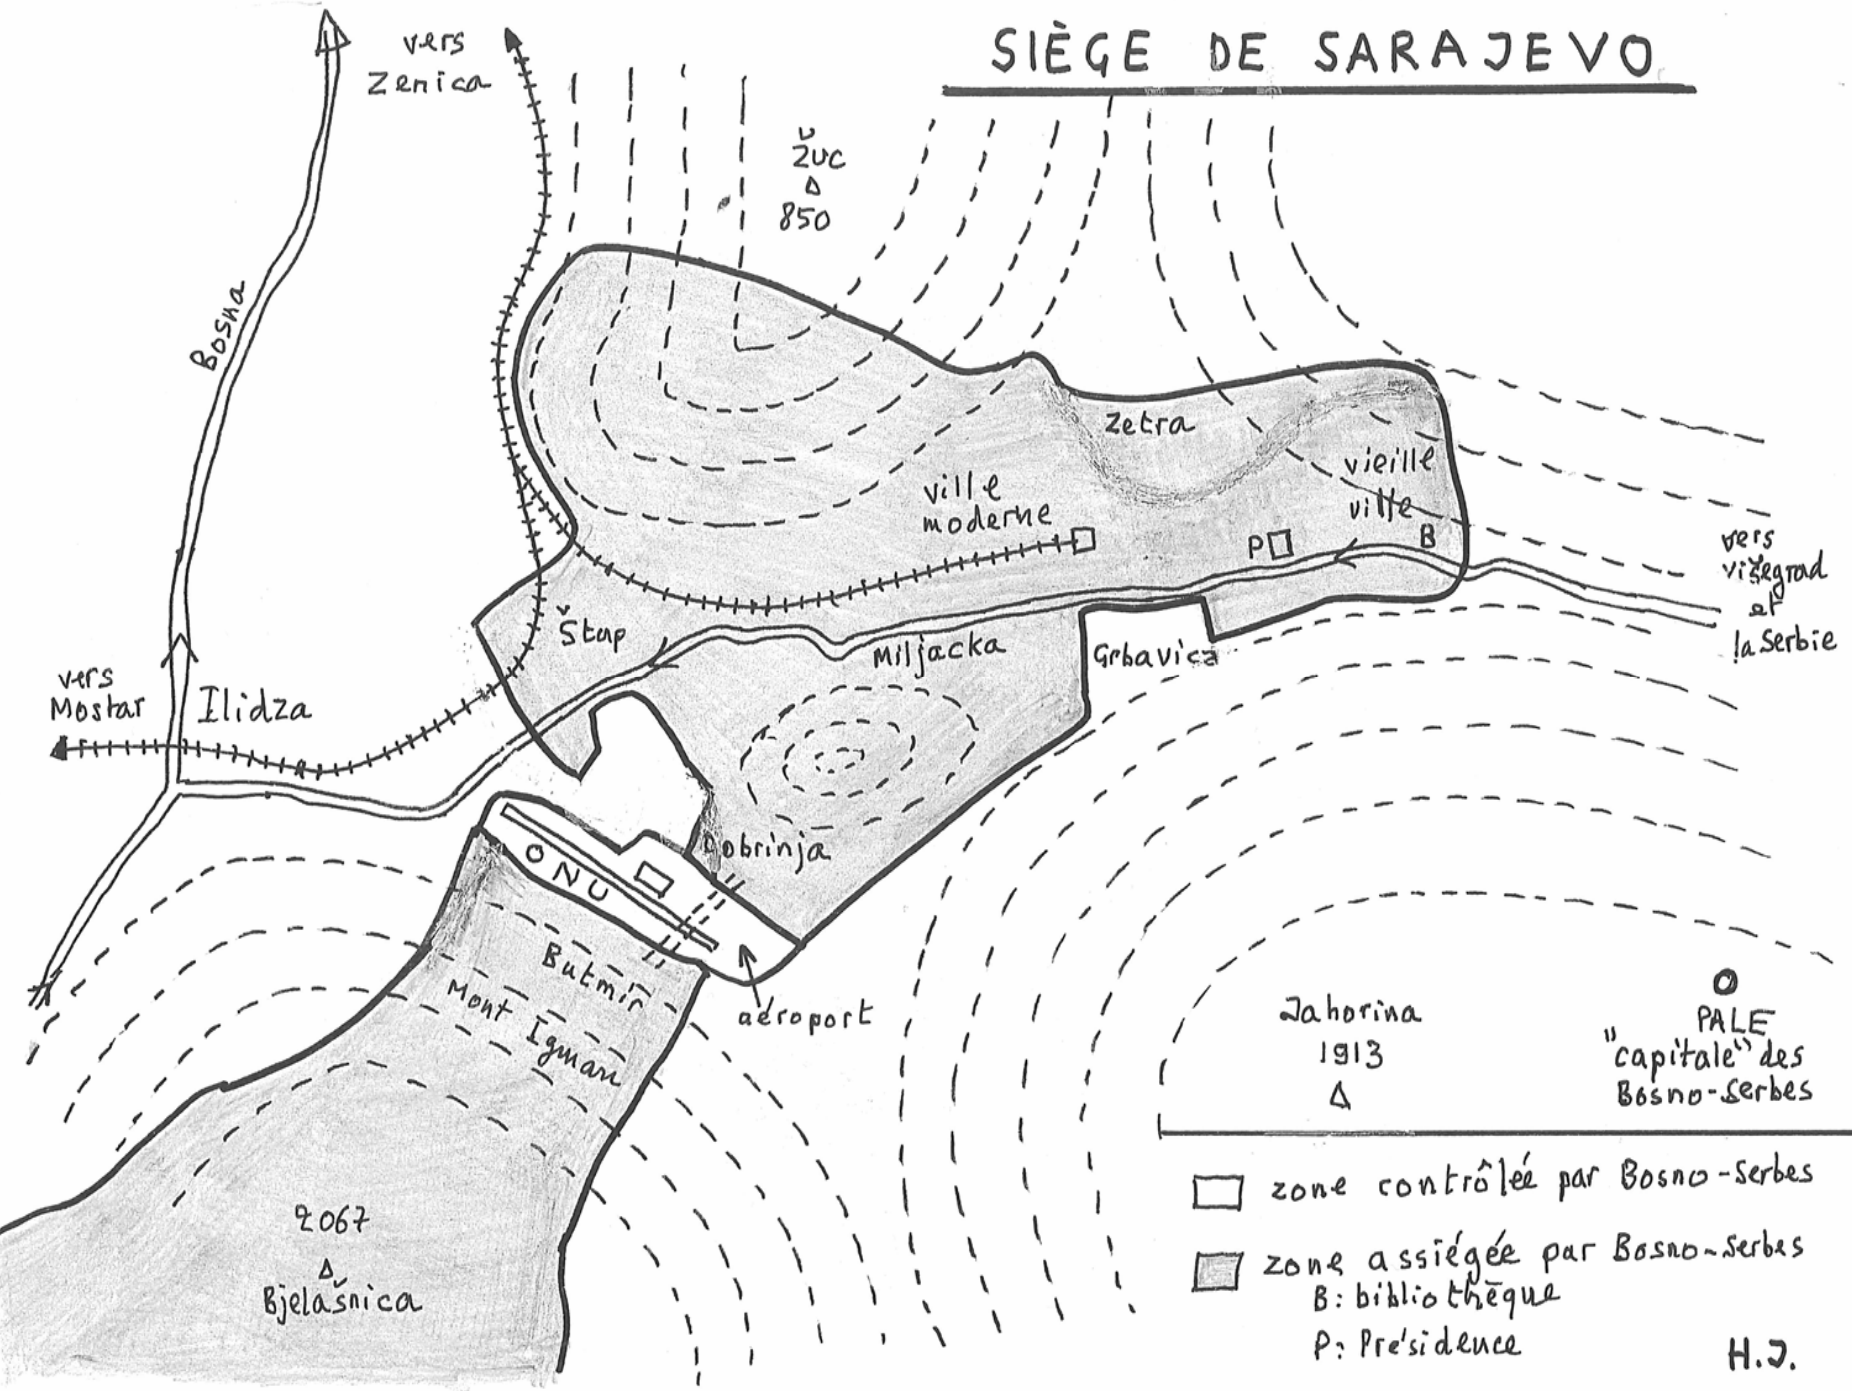 SIÈGE DE SARAJEVO
vers
Zenica
Žuc
850
Bosna
Zetra
vieille
ville
B
ville
moderne
P
vers
višegrad
et
la Serbie
Štup
Miljacka
Grbavica
vers
Mostar
Ilidza
Dobrinja
ONU
Butmir
Mont Igman
aéroport
Jahorina
1913
PALE
"capitale" des
Bosno-Serbes
2067
Bjelašnica
zone contrôlée par Bosno-Serbes
zone assiégée par Bosno-Serbes
B: bibliothèque
P: Présidence
H.J.